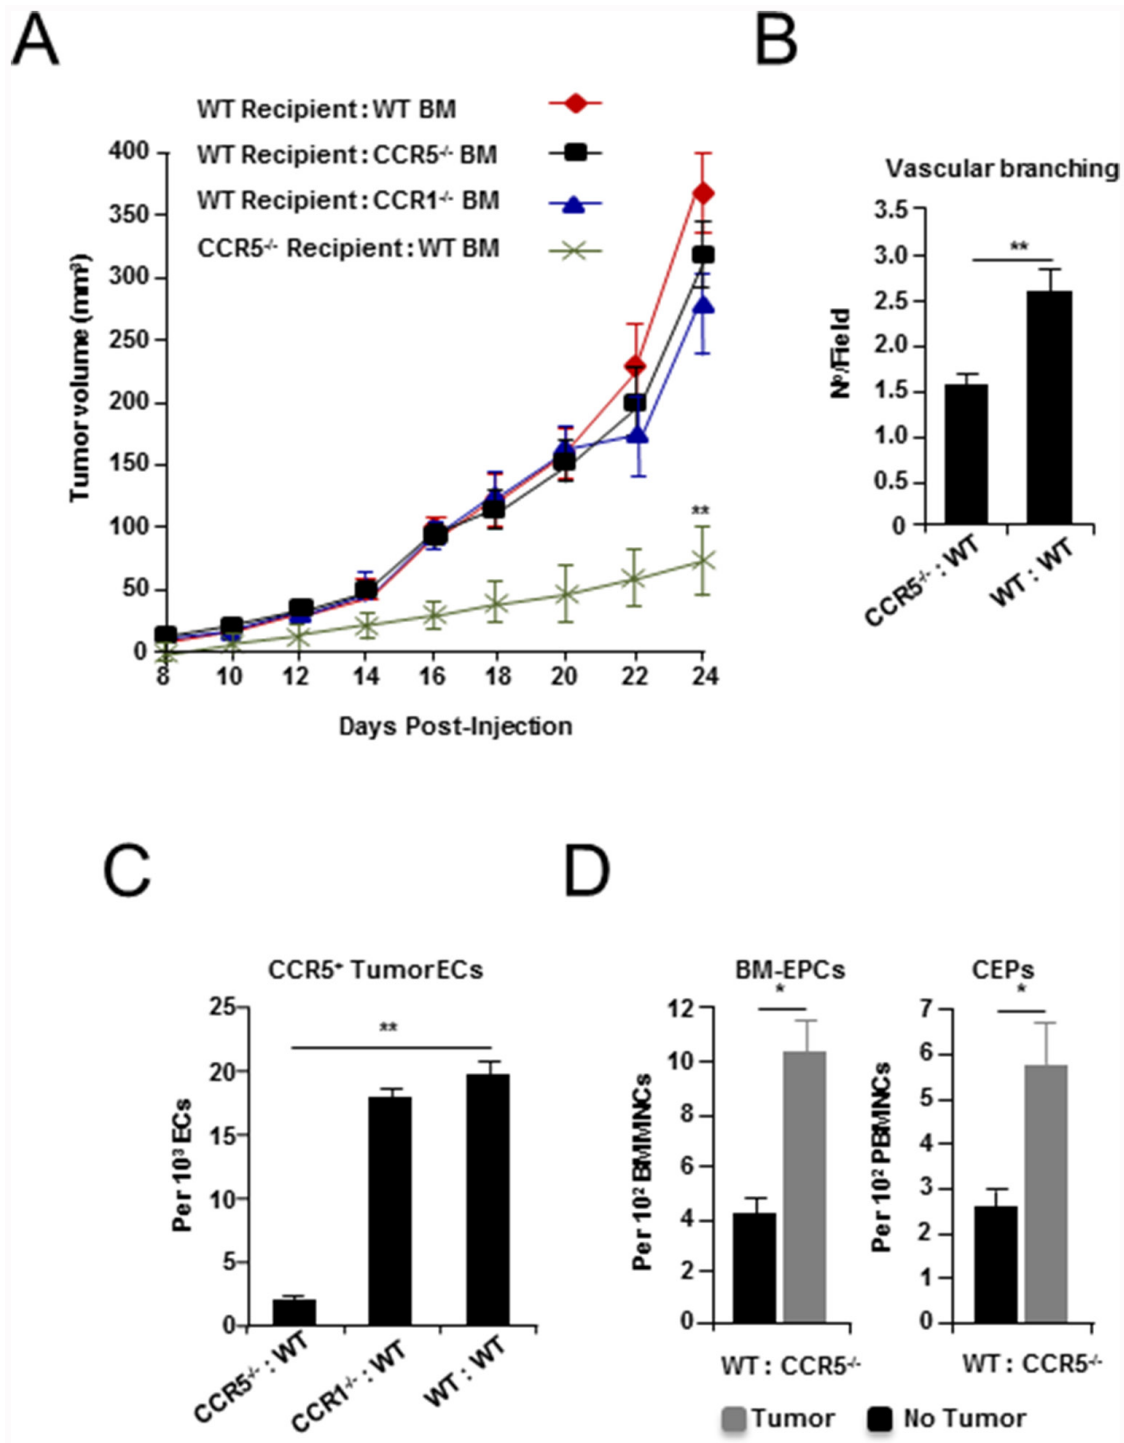 A
WT Recipient: WT BM
WT Recipient: CCR5-/- BM
WT Recipient: CCR1-/- BM
CCR5-/- Recipient: WT BM
400
350
300
250
200
150
100
50
0
Tumor volume (mm³)
**
8 10 12 14 16 18 20 22 24
Days Post-Injection
B
Vascular branching
3.5
3.0
2.5
2.0
1.5
1.0
0.5
0
Nº/Field
**
CCR5-/- : WT
WT : WT
C
CCR5+ Tumor ECs
25
20
15
10
5
0
Per 10³ ECs
**
CCR5-/- : WT
CCR1-/- : WT
WT : WT
D
BM-EPCs
*
12
10
8
6
4
2
0
Per 10² BMMNCs
WT : CCR5-/-
CEPs
*
7
6
5
4
3
2
1
0
Per 10² PBMNCs
WT : CCR5-/-
Tumor No Tumor